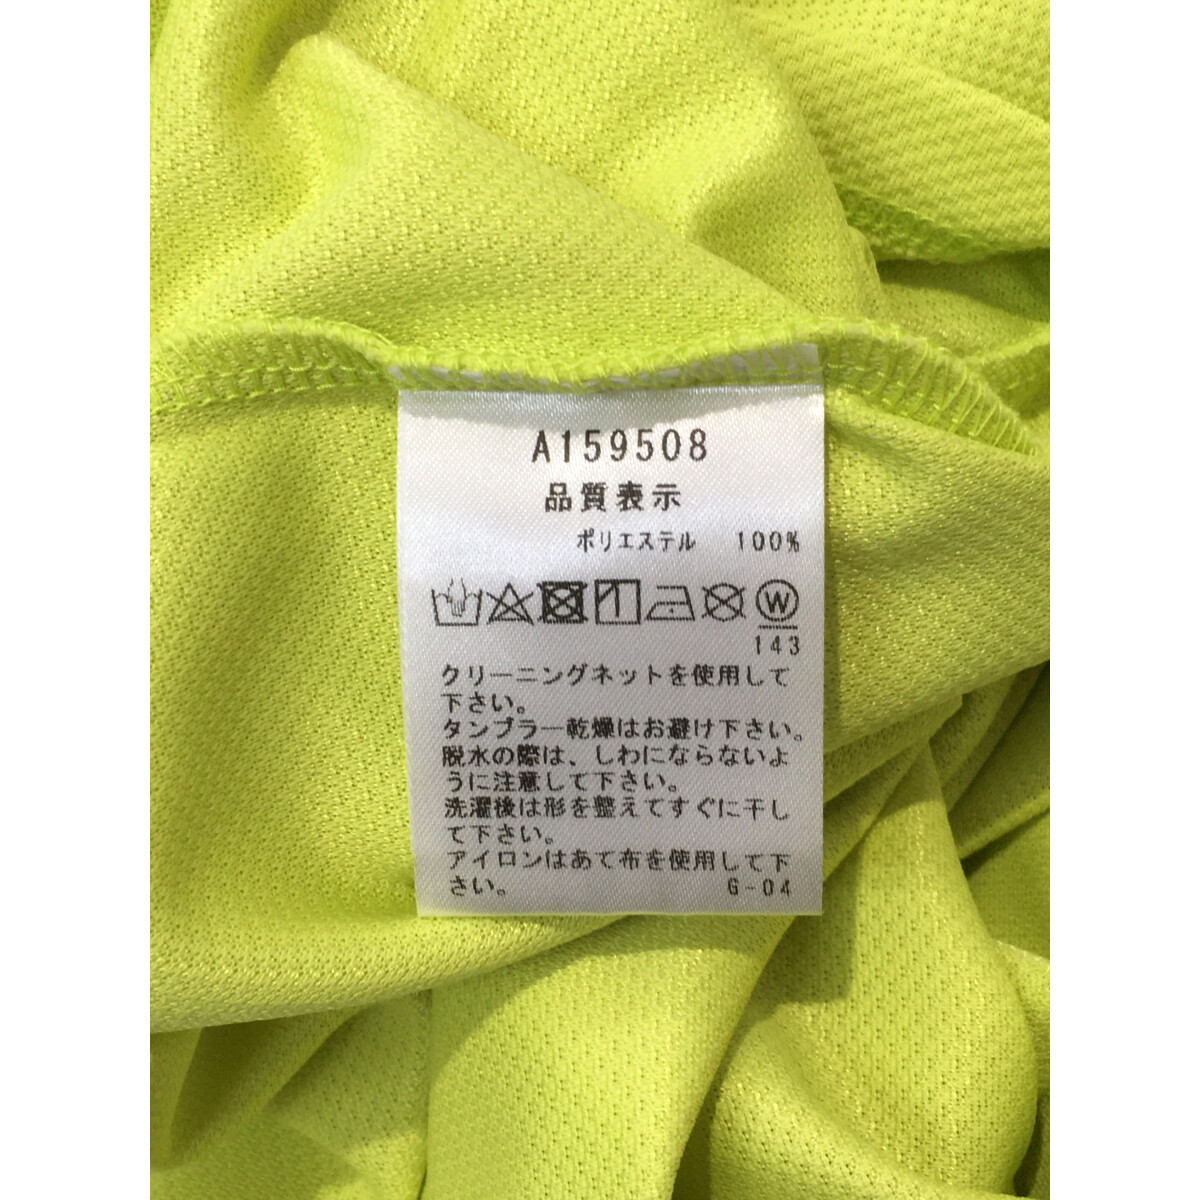 A159508
品質表示
ポリエステル 100%
W
143
クリーニングネットを使用して
下さい。
タンブラー乾燥はお避け下さい。
脱水の際は、しわにならないよ
うに注意して下さい。
洗濯後は形を整えてすぐに干し
て下さい。
アイロンはあて布を使用して下
さい。 G-04